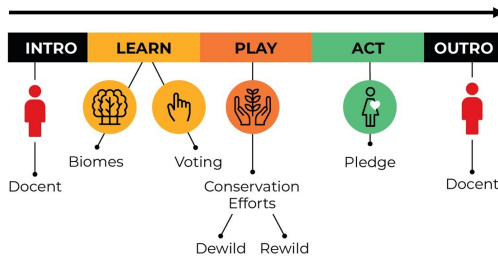 INTRO LEARN PLAY ACT OUTRO
Biomes Voting Pledge
Docent Conservation Docent
Efforts
Dewild Rewild